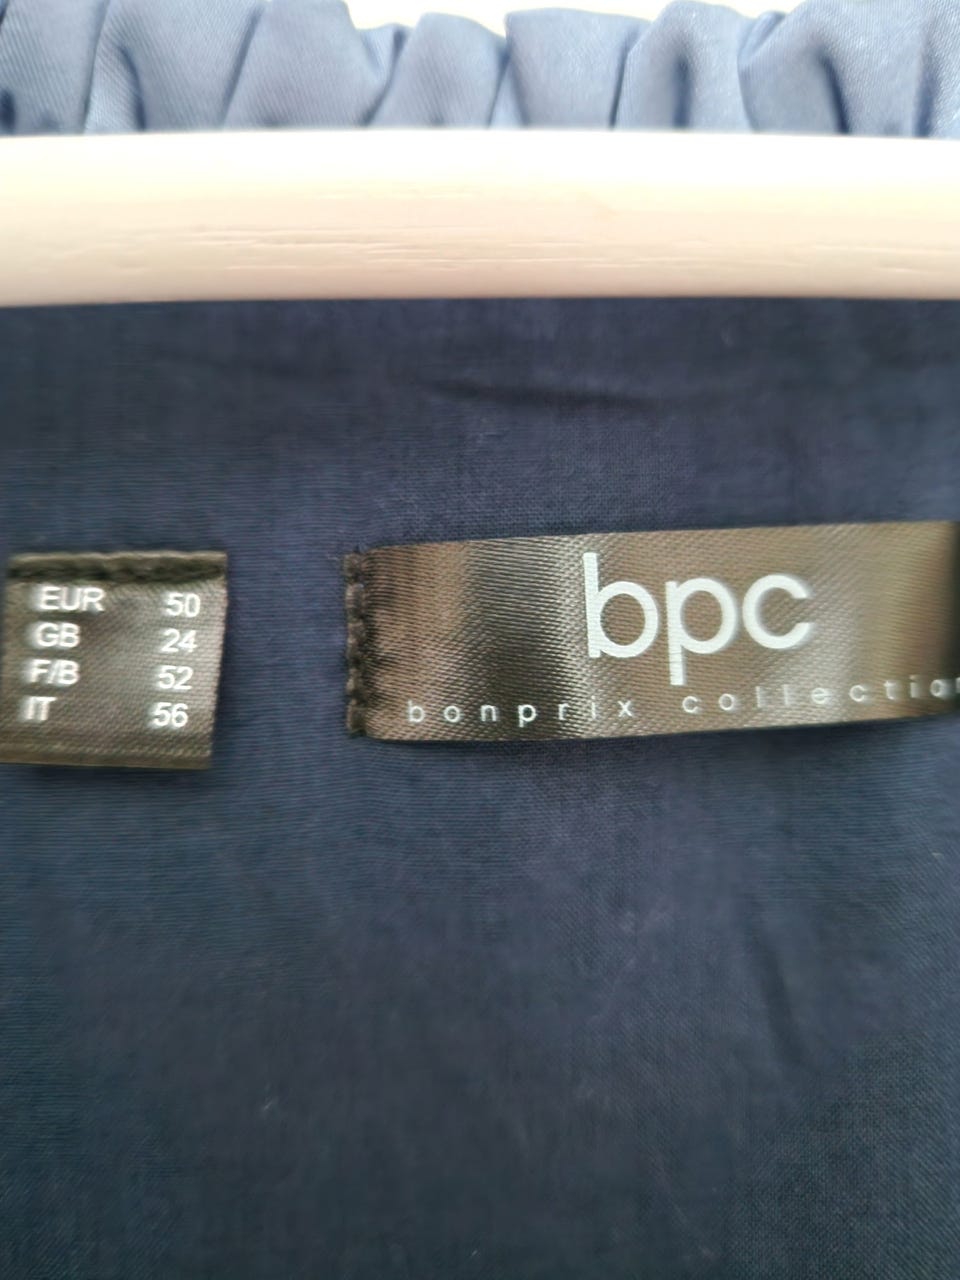 EUR 50
GB 24
F/B 52
IT 56
bpc
bonprix collection